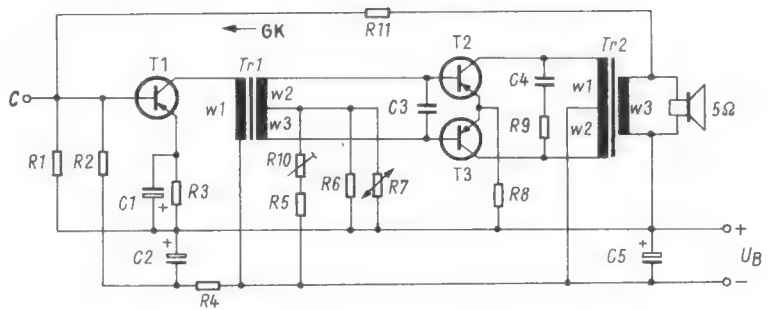 GK
R11
T1
Tr1
T2
Tr2
C
w1
w2
w3
C3
C4
w1
w2
w3
5Ω
R1
R2
R10
R9
T3
C1
+
R3
R5
R6
R7
R8
+
C2
R4
+
C5
+
U_B
−